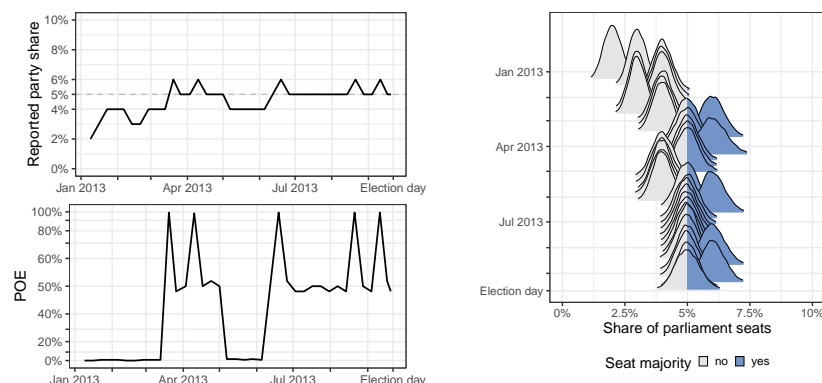 10%
8%
6%
5%
4%
2%
0%
Reported party share
Jan 2013
Apr 2013
Jul 2013
Election day
100%
80%
50%
40%
20%
0%
POE
Jan 2013
Apr 2013
Jul 2013
Election day
Jan 2013
Apr 2013
Jul 2013
Election day
0%
2.5%
5%
7.5%
10%
Share of parliament seats
Seat majority no yes